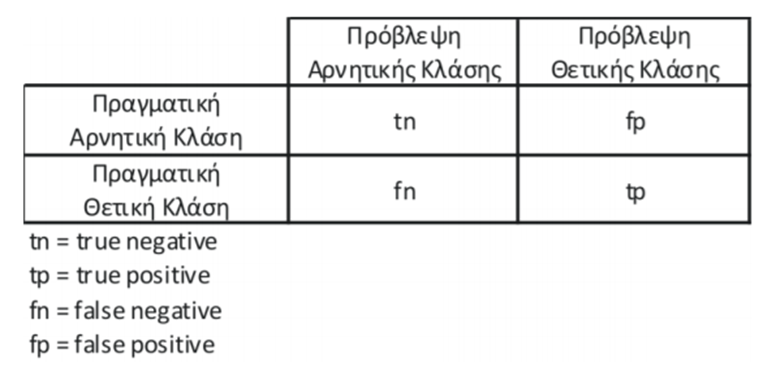 Πρόβλεψη Αρνητικής Κλάσης
Πρόβλεψη Θετικής Κλάσης
Πραγματική Αρνητική Κλάση
tn
fp
Πραγματική Θετική Κλάση
fn
tp
tn = true negative
tp = true positive
fn = false negative
fp = false positive